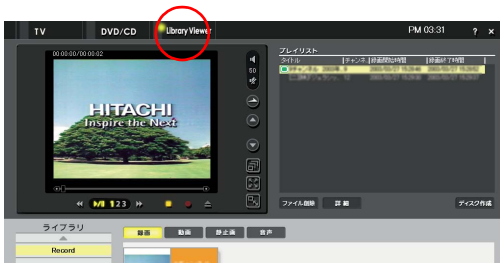 TV DVD/CD Library Viewer PM 03:31 ? ×
00:00:00/00:00:02
プレイリスト
タイトル チャンネ. 録画開始時間 録画終了時間
50
HITACHI
Inspire the Next
123
ファイル削除 詳細 ディスク作成
ライブラリ
録画 動画 静止画 音声
Record